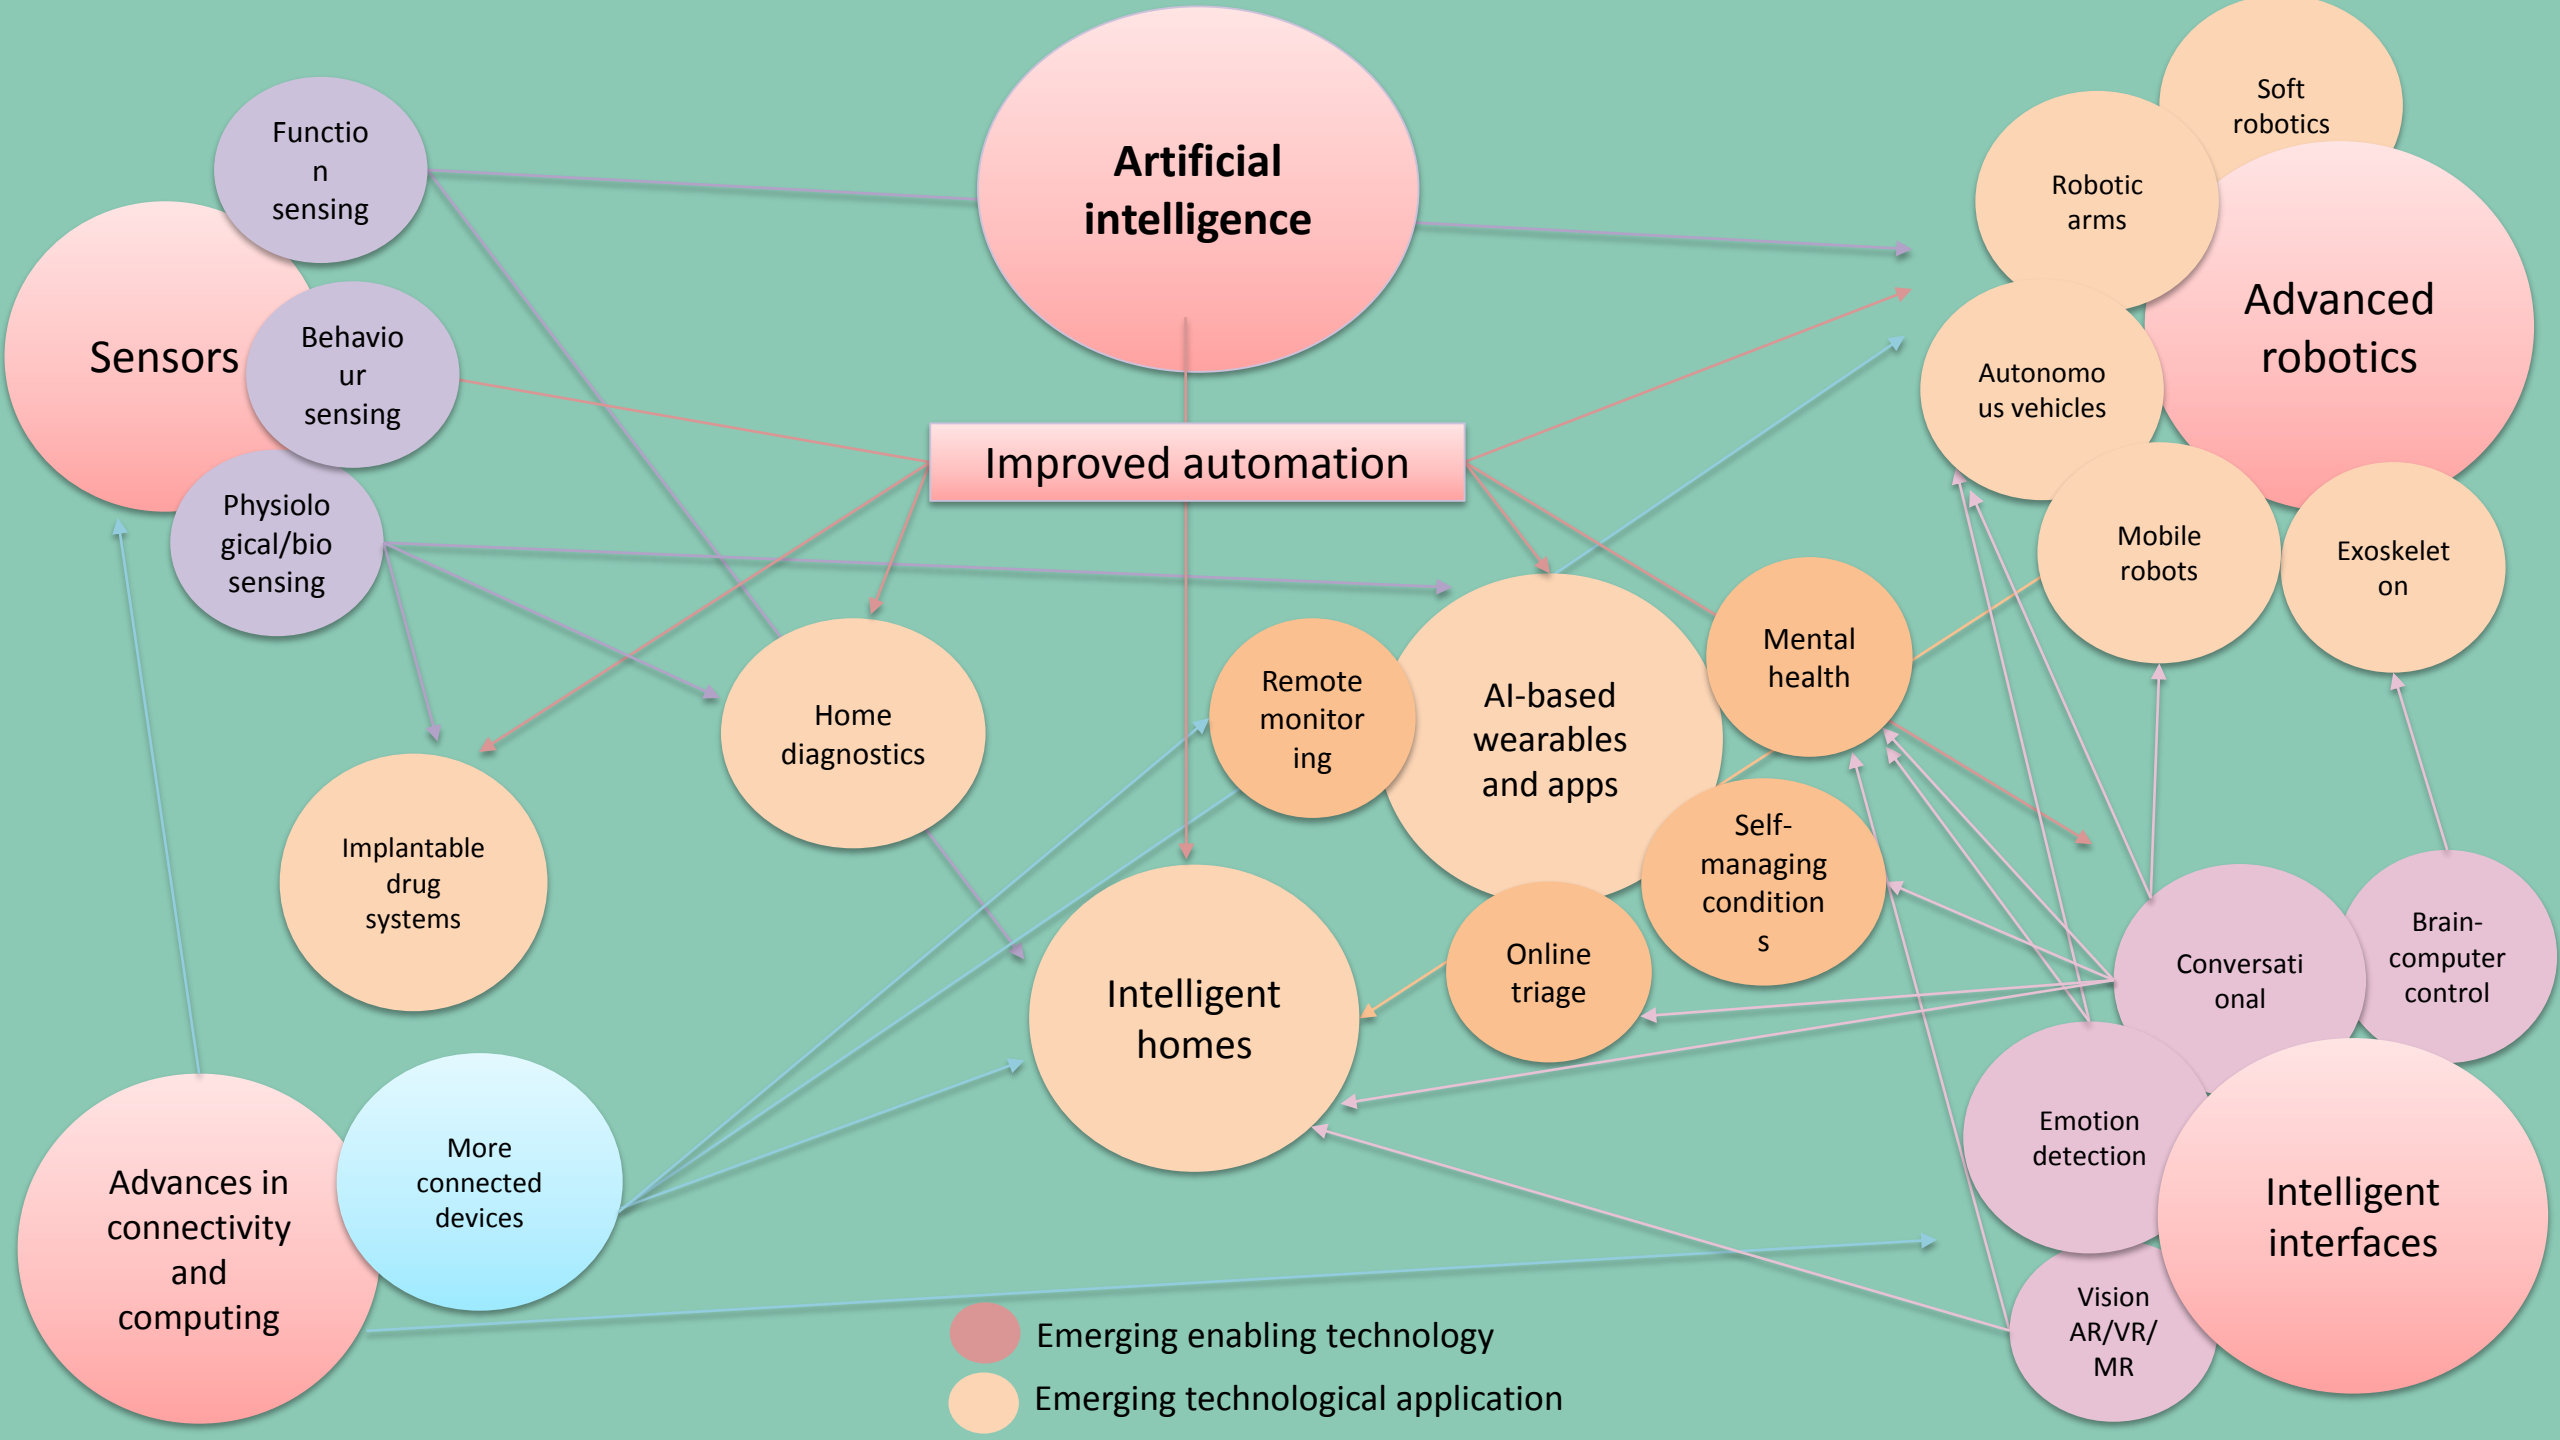 Artificial
intelligence
Soft
robotics
Functio
n
sensing
Robotic
arms
Advanced
robotics
Sensors
Behavio
ur
sensing
Autonomo
us vehicles
Improved automation
Physiolo
gical/bio
sensing
Mobile
robots
Exoskelet
on
Mental
health
Remote
monitor
ing
AI-based
wearables
and apps
Home
diagnostics
Implantable
drug
systems
Self-
managing
condition
s
Online
triage
Intelligent
homes
Conversati
onal
Brain-
computer
control
More
connected
devices
Emotion
detection
Advances in
connectivity
and
computing
Intelligent
interfaces
Vision
AR/VR/
MR
Emerging enabling technology
Emerging technological application